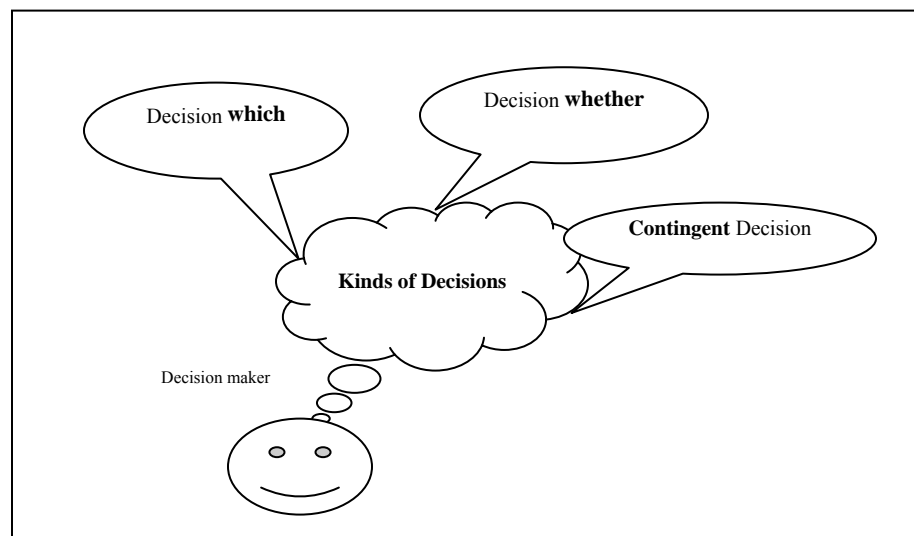 Decision which
Decision whether
Contingent Decision
Kinds of Decisions
Decision maker